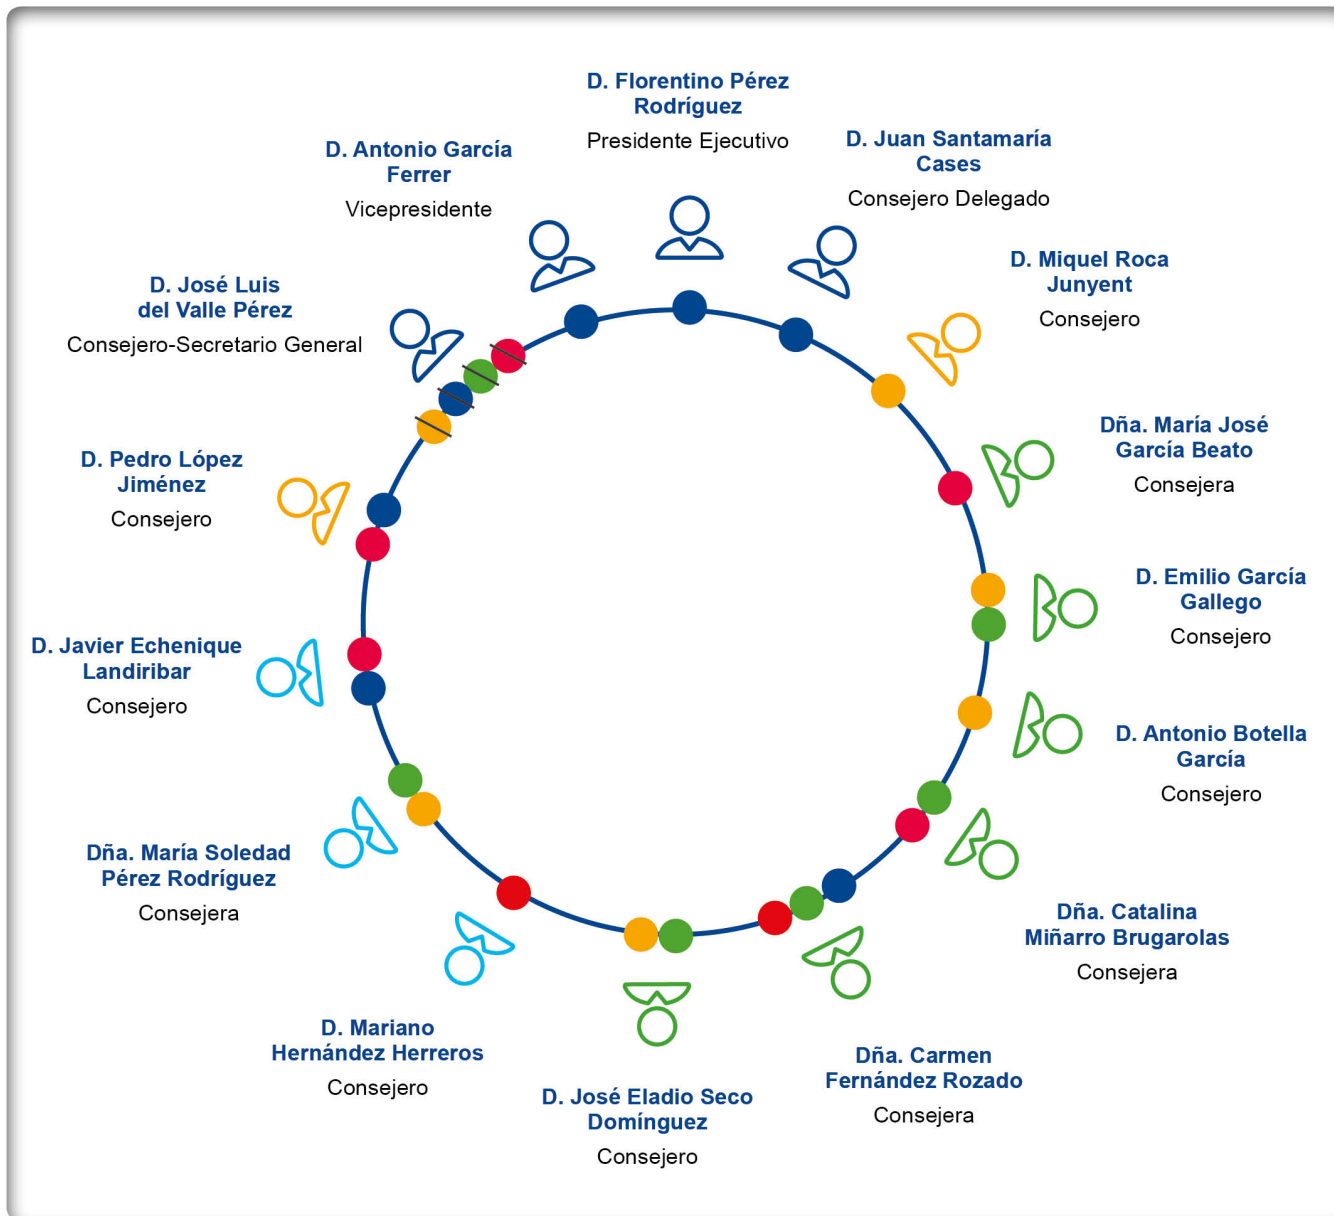 D. Florentino Pérez
Rodríguez
Presidente Ejecutivo
D. Juan Santamaría
Cases
Consejero Delegado
D. Miquel Roca
Junyent
Consejero
Dña. María José
García Beato
Consejera
D. Emilio García
Gallego
Consejero
D. Antonio Botella
García
Consejero
Dña. Catalina
Miñarro Brugarolas
Consejera
Dña. Carmen
Fernández Rozado
Consejera
D. José Eladio Seco
Domínguez
Consejero
D. Mariano
Hernández Herreros
Consejero
Dña. María Soledad
Pérez Rodríguez
Consejera
D. Javier Echenique
Landiribar
Consejero
D. Pedro López
Jiménez
Consejero
D. José Luis
del Valle Pérez
Consejero-Secretario General
D. Antonio García
Ferrer
Vicepresidente